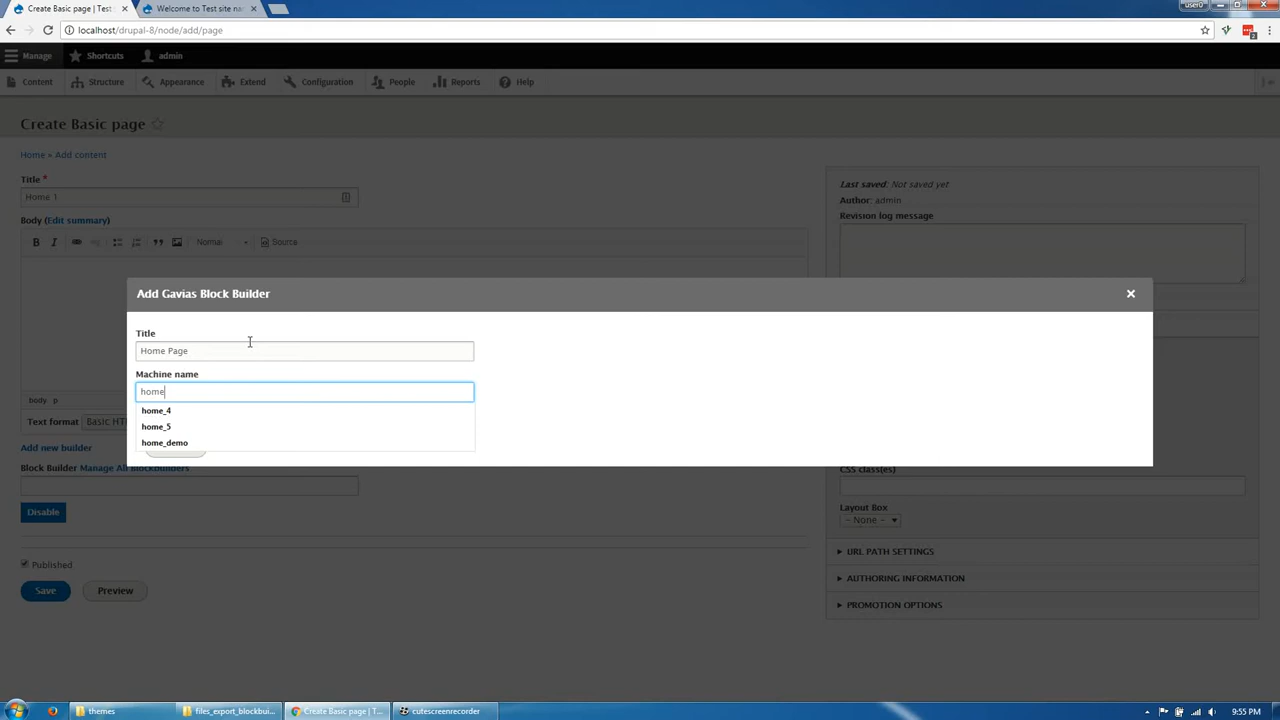 Create Basic page | Test
Welcome to Test site na
user0
localhost/drupal-8/node/add/page
Manage Shortcuts admin
Content Structure Appearance Extend Configuration People Reports Help
Create Basic page
Home » Add content
Title *
Home 1
Body (Edit summary)
Normal Source
Last saved: Not saved yet
Author: admin
Revision log message
Add Gavias Block Builder
Title
Home Page
Machine name
home
home_4
home_5
home_demo
body p
Text format Basic HT
Add new builder
Block Builder Manage All Blockbuilders
Disable
Published
Save Preview
CSS class(es)
Layout Box
- None -
URL PATH SETTINGS
AUTHORING INFORMATION
PROMOTION OPTIONS
themes files_export_blockbui... Create Basic page | T... cutescreenrecorder 9:55 PM